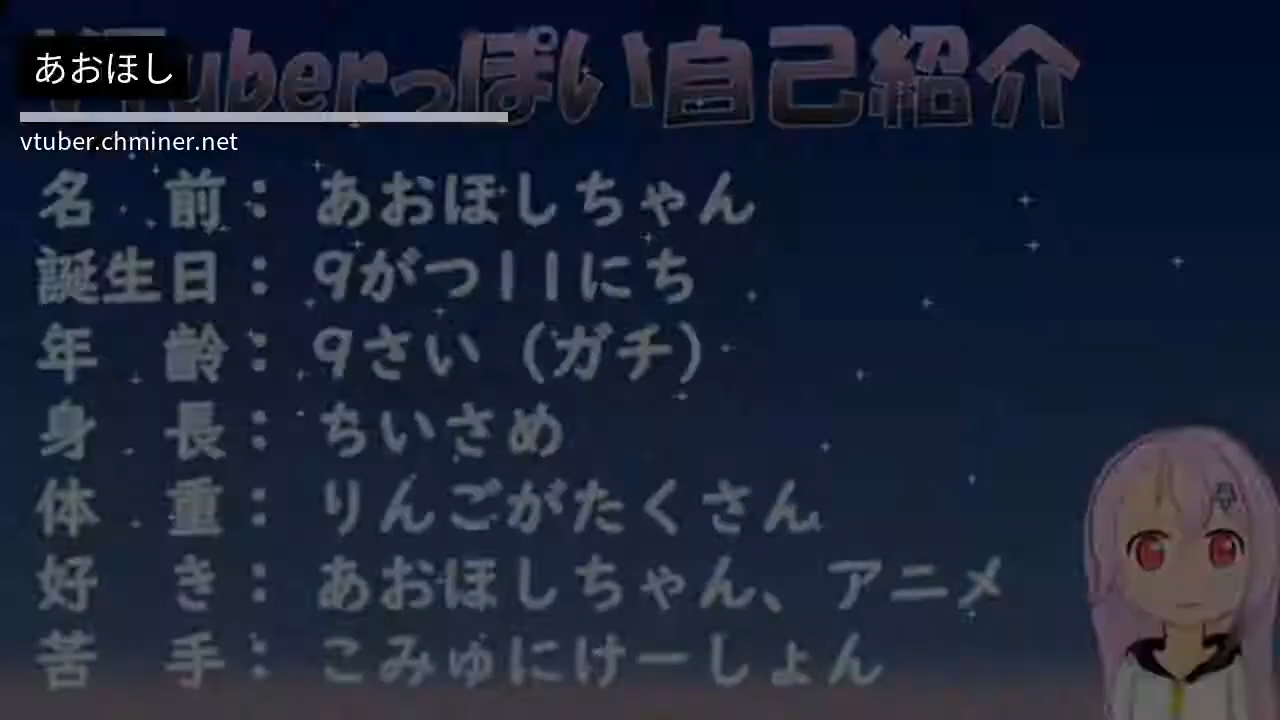 あおほし
VTuberっぽい自己紹介
vtuber.chminer.net
名 前： あおほしちゃん
誕生日： 9がつ11にち
年 齢： 9さい（ガチ）
身 長： ちいさめ
体 重： りんごがたくさん
好 き： あおほしちゃん、アニメ
苦 手： こみゅにけーしょん